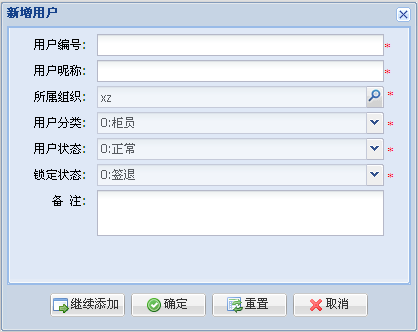 新增用户
用户编号: *
用户昵称: *
所属组织: xz *
用户分类: 0:柜员 *
用户状态: 0:正常 *
锁定状态: 0:签退 *
备 注:
继续添加 确定 重置 取消